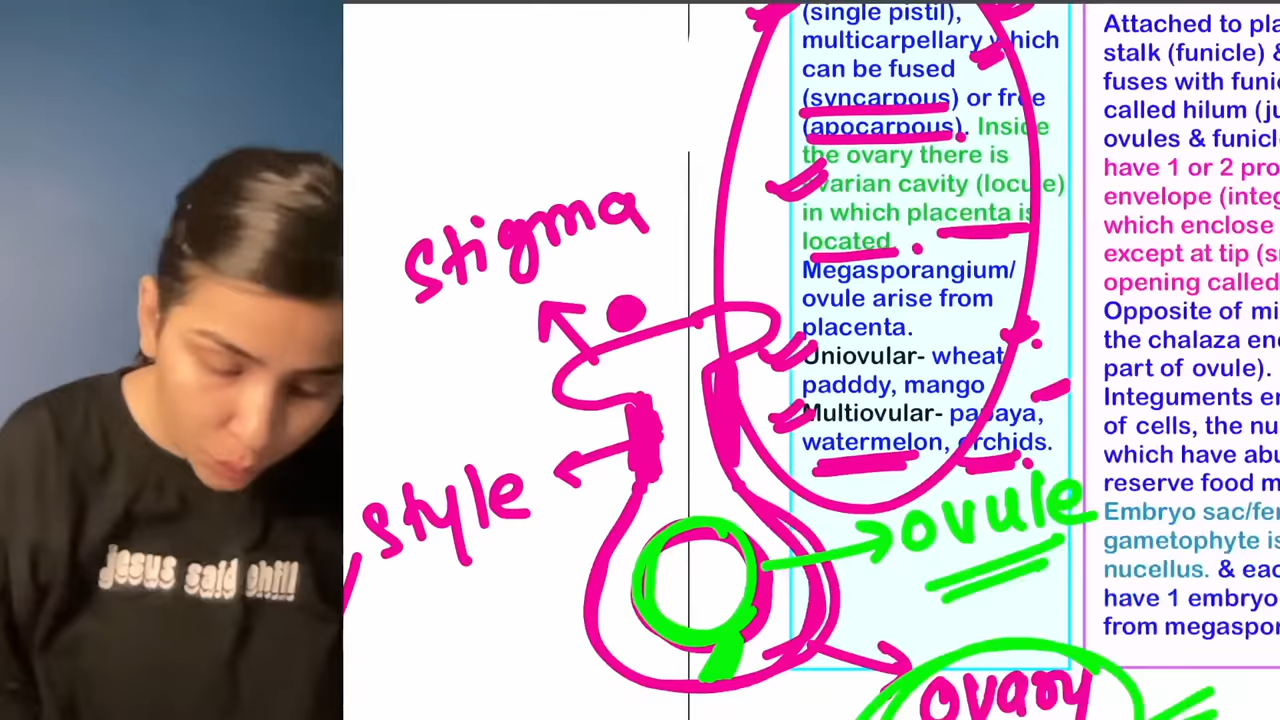 (single pistil),
multicarpellary which
can be fused
(syncarpous) or free
(apocarpous). Inside
the ovary there is
ovarian cavity (locule)
in which placenta is
located.
Megasporangium/
ovule arise from
placenta.
Uniovular- wheat,
padddy, mango
Multiovular- papaya,
watermelon, orchids.
Attached to pla
stalk (funicle) &
fuses with funi
called hilum (ju
ovules & funicl
have 1 or 2 pro
envelope (integ
which enclose
except at tip (s
opening called
Opposite of mi
the chalaza en
part of ovule).
Integuments en
of cells, the nu
which have abu
reserve food m
Embryo sac/fe
gametophyte is
nucellus. & eac
have 1 embryo
from megaspo
Stigma
style
ovule
ovary
jesus said chill